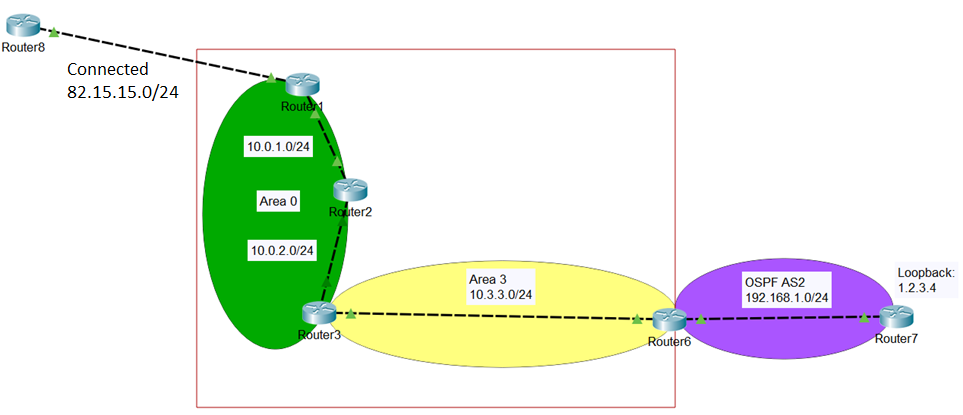 Router8
Connected
82.15.15.0/24
Router1
10.0.1.0/24
Area 0
Router2
10.0.2.0/24
Router3
Area 3
10.3.3.0/24
Router6
OSPF AS2
192.168.1.0/24
Loopback:
1.2.3.4
Router7